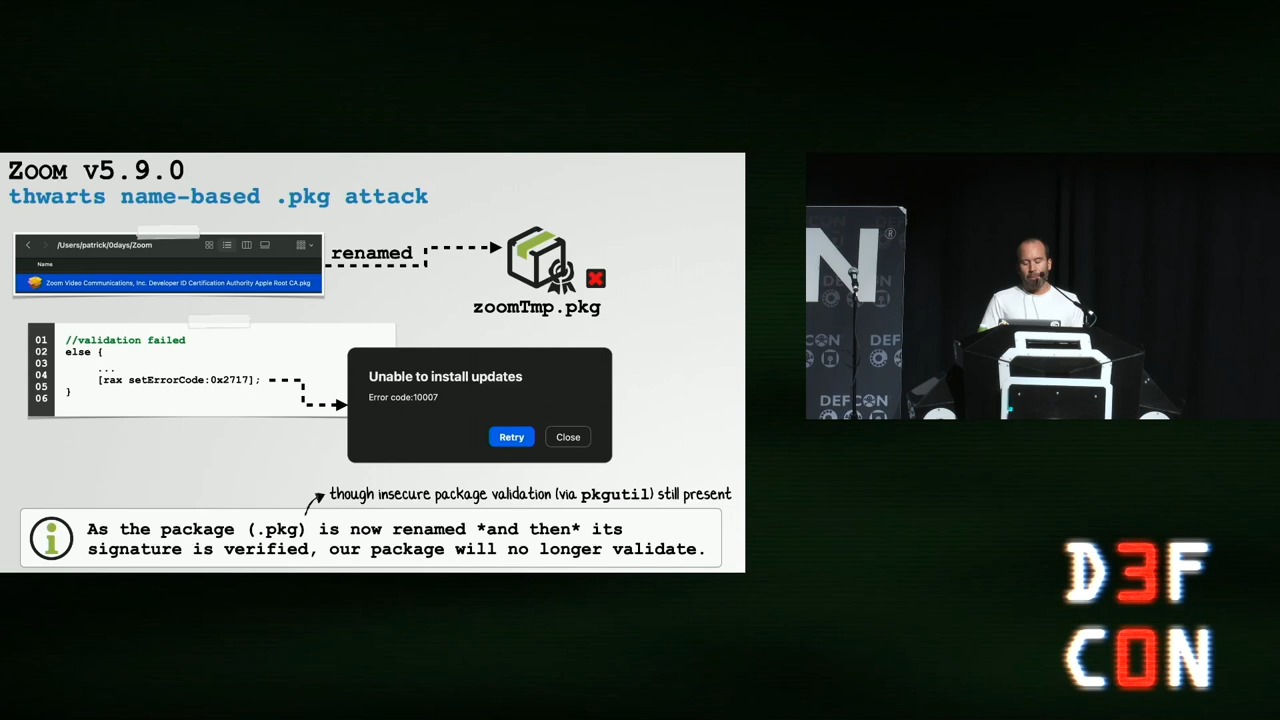 Zoom v5.9.0
thwarts name-based .pkg attack
/Users/patrick/0days/Zoom
Name
Zoom Video Communications, Inc. Developer ID Certification Authority Apple Root CA.pkg
renamed
zoomTmp.pkg
01 //validation failed
02 else {
03
04 ...
05 [rax setErrorCode:0x2717];
06 }
Unable to install updates
Error code:10007
Retry
Close
though insecure package validation (via pkgutil) still present
As the package (.pkg) is now renamed *and then* its
signature is verified, our package will no longer validate.
N ®
DEFCON
DEFCON
D3F
C0N